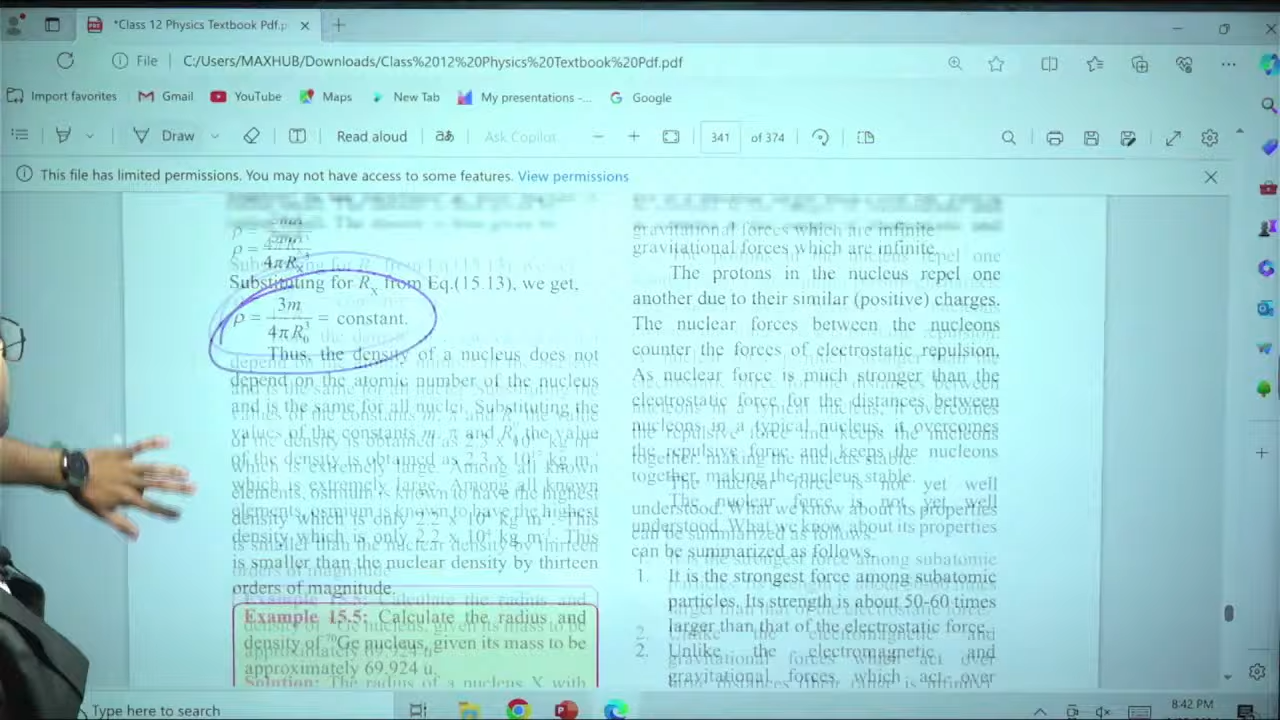 *Class 12 Physics Textbook Pdf.p
File C:/Users/MAXHUB/Downloads/Class%2012%20Physics%20Textbook%20Pdf.pdf
Import favorites Gmail YouTube Maps New Tab My presentations -... Google
Draw Read aloud aあ Ask Copilot 341 of 374
This file has limited permissions. You may not have access to some features. View permissions
Substituting for Rx from Eq.(15.13), we get,
ρ = 3m / 4π R₀³ = constant.
Thus, the density of a nucleus does not
depend on the atomic number of the nucleus
and is the same for all nuclei. Substituting the
values of the constants m, π and R₀ the value
of the density is obtained as 2.3 x
which is extremely large. Among all known
elements, osmium is known to have the highest
density which is only 2.2 x 10⁴ kg m⁻³. This
is smaller than the nuclear density by thirteen
orders of magnitude.
Example 15.5: Calculate the radius and
density of ⁷⁰Ge nucleus, given its mass to be
approximately 69.924 u.
Solution: The radius of a nucleus X with
gravitational forces which are infinite
The protons in the nucleus repel one
another due to their similar (positive) charges.
The nuclear forces between the nucleons
counter the forces of electrostatic repulsion.
As nuclear force is much stronger than the
electrostatic force for the distances between
nucleons in a typical nucleus, it overcomes
the repulsive force and keeps the nucleons
together, making the nucleus stable.
The nuclear force is not yet well
understood. What we know about its properties
can be summarized as follows.
1. It is the strongest force among subatomic
particles. Its strength is about 50-60 times
larger than that of the electrostatic force.
2. Unlike the electromagnetic and
gravitational forces which act over
Type here to search
8:42 PM